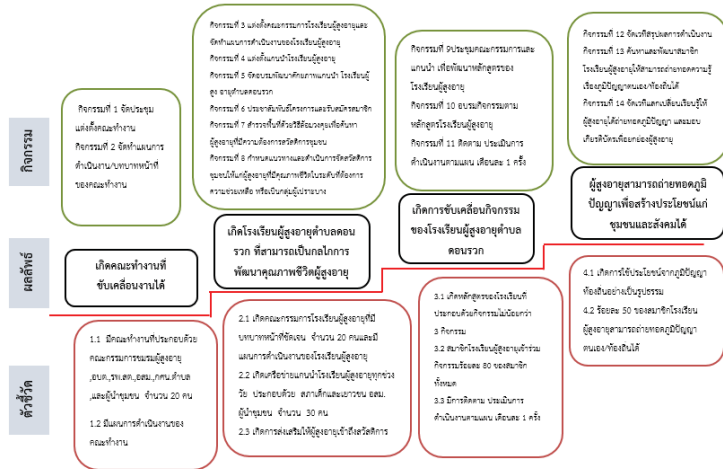 กิจกรรม
กิจกรรมที่ 1 จัดประชุม
แต่งตั้งคณะทำงาน
กิจกรรมที่ 2 จัดทำแผนการ
ดำเนินงาน/บทบาทหน้าที่
ของคณะทำงาน
กิจกรรมที่ 3 แต่งตั้งคณะกรรมการโรงเรียนผู้สูงอายุและ
จัดทำแผนการดำเนินงานของโรงเรียนผู้สูงอายุ
กิจกรรมที่ 4 แต่งตั้งแกนนำโรงเรียนผู้สูงอายุ
กิจกรรมที่ 5 จัดอบรมพัฒนาศักยภาพแกนนำ โรงเรียนผู้
สูง อายุตำบลดอนรวก
กิจกรรมที่ 6 ประชาสัมพันธ์โครงการและรับสมัครสมาชิก
กิจกรรมที่ 7 สำรวจพื้นที่ด้วยวิธีล้อมวงคุยเพื่อค้นหา
ผู้สูงอายุที่มีความต้องการสวัสดิการชุมชน
กิจกรรมที่ 8 กำหนดแนวทางและดำเนินการจัดสวัสดิการ
ชุมชนให้แก่ผู้สูงอายุที่มีคุณภาพชีวิตในระดับที่ต้องการ
ความช่วยเหลือ หรือเป็นกลุ่มผู้เปราะบาง
กิจกรรมที่ 9ประชุมคณะกรรมการและ
แกนนำ เพื่อพัฒนาหลักสูตรของ
โรงเรียนผู้สูงอายุ
กิจกรรมที่ 10 อบรมกิจกรรมตาม
หลักสูตรโรงเรียนผู้สูงอายุ
กิจกรรมที่ 11 ติดตาม ประเมินการ
ดำเนินงานตามแผน เดือนละ 1 ครั้ง
กิจกรรมที่ 12 จัดเวทีสรุปผลการดำเนินงาน
กิจกรรมที่ 13 ค้นหาและพัฒนาสมาชิก
โรงเรียนผู้สูงอายุให้สามารถถ่ายทอดความรู้
เรื่องภูมิปัญญาตนเอง/ท้องถิ่นได้
กิจกรรมที่ 14 จัดเวทีแลกเปลี่ยนเรียนรู้ให้
ผู้สูงอายุได้ถ่ายทอดภูมิปัญญา และมอบ
เกียรติบัตรเพื่อยกย่องผู้สูงอายุ
ผลลัพธ์
เกิดคณะทำงานที่
ขับเคลื่อนงานได้
เกิดโรงเรียนผู้สูงอายุตำบลดอน
รวก ที่สามารถเป็นกลไกการ
พัฒนาคุณภาพชีวิตผู้สูงอายุ
เกิดการขับเคลื่อนกิจกรรม
ของโรงเรียนผู้สูงอายุตำบล
ดอนรวก
ผู้สูงอายุสามารถถ่ายทอดภูมิ
ปัญญาเพื่อสร้างประโยชน์แก่
ชุมชนและสังคมได้
ตัวชี้วัด
1.1 มีคณะทำงานที่ประกอบด้วย
คณะกรรมการชมรมผู้สูงอายุ
,อบต.,รพ.สต.,อสม.,กศน.ตำบล
,และผู้นำชุมชน จำนวน 20 คน
1.2 มีแผนการดำเนินงานของ
คณะทำงาน
2.1 เกิดคณะกรรมการโรงเรียนผู้สูงอายุที่มี
บทบาทหน้าที่ชัดเจน จำนวน 20 คนและมี
แผนการดำเนินงานของโรงเรียนผู้สูงอายุ
2.2 เกิดเครือข่ายแกนนำโรงเรียนผู้สูงอายุทุกช่วง
วัย ประกอบด้วย สภาเด็กและเยาวชน อสม.
ผู้นำชุมชน จำนวน 30 คน
2.3 เกิดการส่งเสริมให้ผู้สูงอายุเข้าถึงสวัสดิการ
3.1 เกิดหลักสูตรของโรงเรียนที่
ประกอบด้วยกิจกรรมไม่น้อยกว่า
3 กิจกรรม
3.2 สมาชิกโรงเรียนผู้สูงอายุเข้าร่วม
กิจกรรมร้อยละ 80 ของสมาชิก
ทั้งหมด
3.3 มีการติดตาม ประเมินการ
ดำเนินงานตามแผน เดือนละ 1 ครั้ง
4.1 เกิดการใช้ประโยชน์จากภูมิปัญญา
ท้องถิ่นอย่างเป็นรูปธรรม
4.2 ร้อยละ 50 ของสมาชิกโรงเรียน
ผู้สูงอายุสามารถถ่ายทอดภูมิปัญญา
ตนเอง/ท้องถิ่นได้